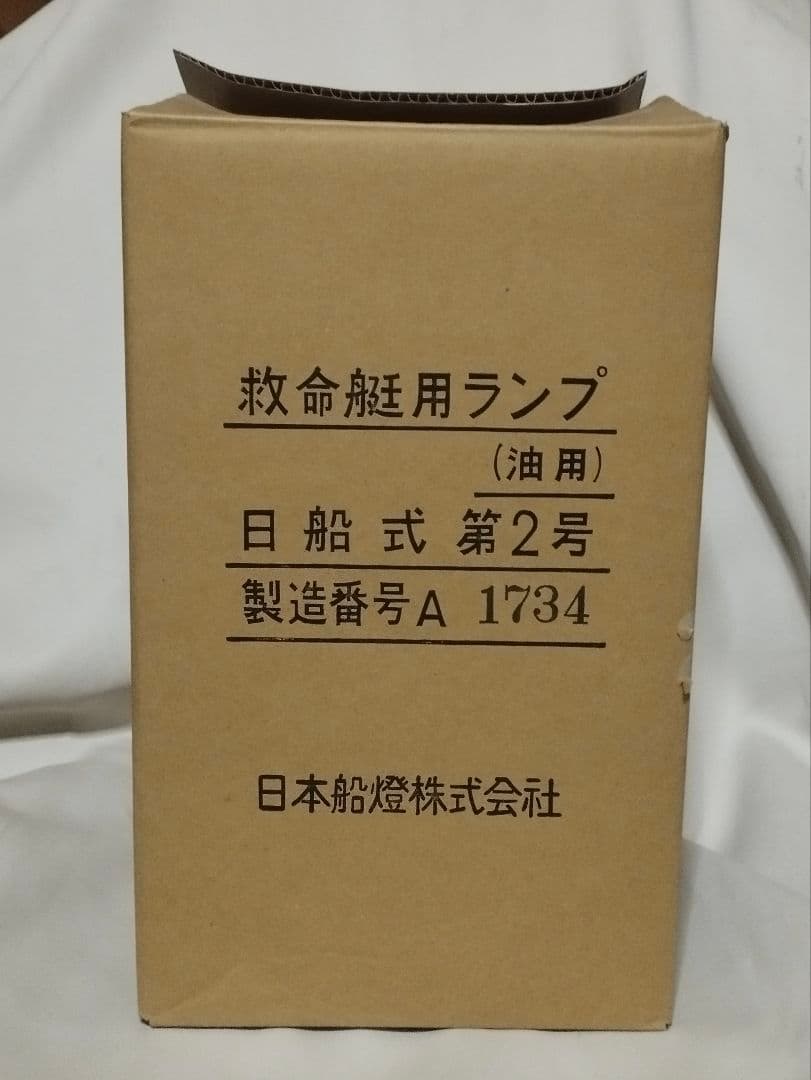 救命艇用ランプ
(油用)
日船式 第2号
製造番号A 1734
日本船燈株式会社